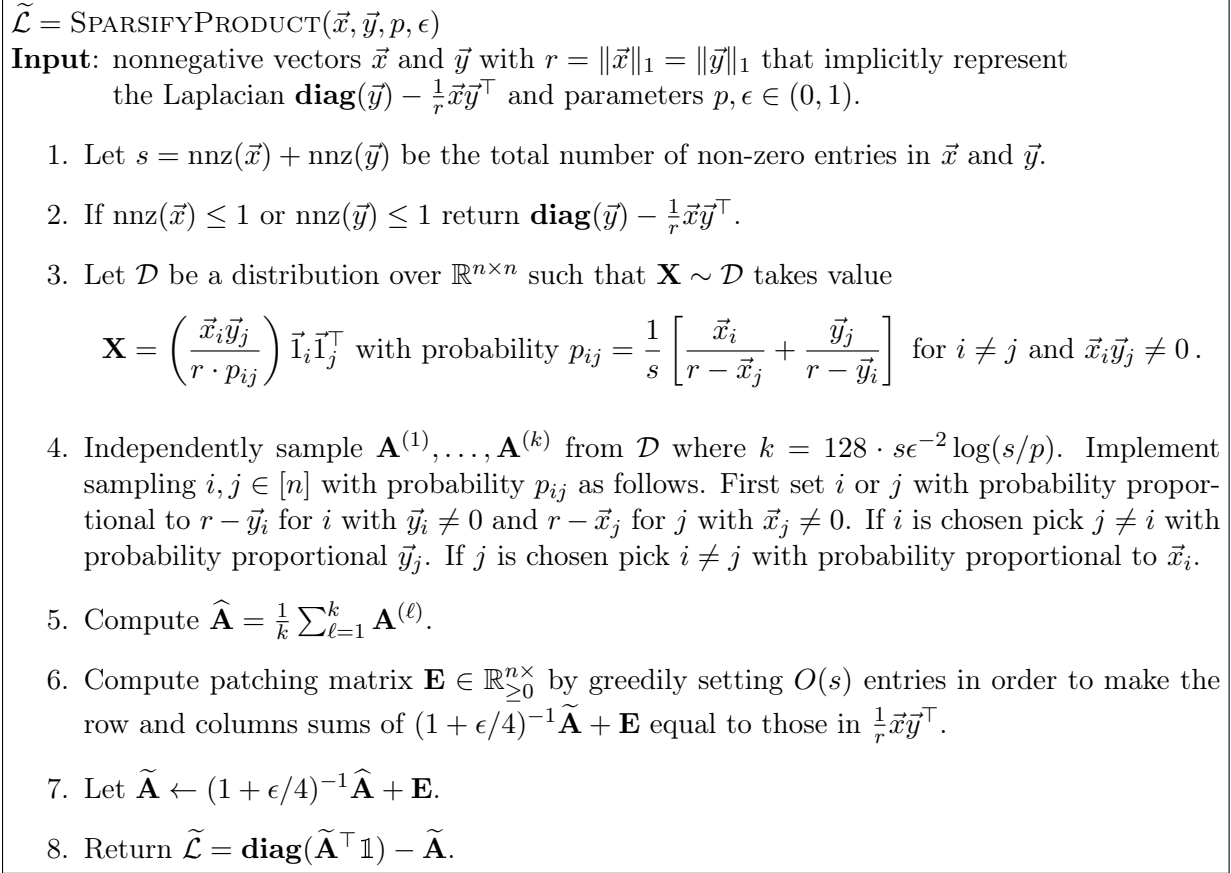 $\widetilde{\mathcal{L}} = \text{SPARSIFYPRODUCT}(\vec{x}, \vec{y}, p, \epsilon)$
**Input**: nonnegative vectors $\vec{x}$ and $\vec{y}$ with $r = \|\vec{x}\|_1 = \|\vec{y}\|_1$ that implicitly represent
the Laplacian $\mathbf{diag}(\vec{y}) - \frac{1}{r}\vec{x}\vec{y}^\top$ and parameters $p, \epsilon \in (0, 1)$.
1. Let $s = \text{nnz}(\vec{x}) + \text{nnz}(\vec{y})$ be the total number of non-zero entries in $\vec{x}$ and $\vec{y}$.
2. If $\text{nnz}(\vec{x}) \leq 1$ or $\text{nnz}(\vec{y}) \leq 1$ return $\mathbf{diag}(\vec{y}) - \frac{1}{r}\vec{x}\vec{y}^\top$.
3. Let $\mathcal{D}$ be a distribution over $\mathbb{R}^{n \times n}$ such that $\mathbf{X} \sim \mathcal{D}$ takes value
$\mathbf{X} = \left(\frac{\vec{x}_i \vec{y}_j}{r \cdot p_{ij}}\right) \vec{1}_i \vec{1}_j^\top$ with probability $p_{ij} = \frac{1}{s}\left[\frac{\vec{x}_i}{r - \vec{x}_j} + \frac{\vec{y}_j}{r - \vec{y}_i}\right]$ for $i \neq j$ and $\vec{x}_i \vec{y}_j \neq 0$.
4. Independently sample $\mathbf{A}^{(1)}, \ldots, \mathbf{A}^{(k)}$ from $\mathcal{D}$ where $k = 128 \cdot s\epsilon^{-2} \log(s/p)$. Implement
sampling $i, j \in [n]$ with probability $p_{ij}$ as follows. First set $i$ or $j$ with probability propor-
tional to $r - \vec{y}_i$ for $i$ with $\vec{y}_i \neq 0$ and $r - \vec{x}_j$ for $j$ with $\vec{x}_j \neq 0$. If $i$ is chosen pick $j \neq i$ with
probability proportional $\vec{y}_j$. If $j$ is chosen pick $i \neq j$ with probability proportional to $\vec{x}_i$.
5. Compute $\widehat{\mathbf{A}} = \frac{1}{k} \sum_{\ell=1}^{k} \mathbf{A}^{(\ell)}$.
6. Compute patching matrix $\mathbf{E} \in \mathbb{R}_{\geq 0}^{n \times}$ by greedily setting $O(s)$ entries in order to make the
row and columns sums of $(1 + \epsilon/4)^{-1}\widetilde{\mathbf{A}} + \mathbf{E}$ equal to those in $\frac{1}{r}\vec{x}\vec{y}^\top$.
7. Let $\widetilde{\mathbf{A}} \leftarrow (1 + \epsilon/4)^{-1}\widehat{\mathbf{A}} + \mathbf{E}$.
8. Return $\widetilde{\mathcal{L}} = \mathbf{diag}(\widetilde{\mathbf{A}}^\top \mathbb{1}) - \widetilde{\mathbf{A}}$.